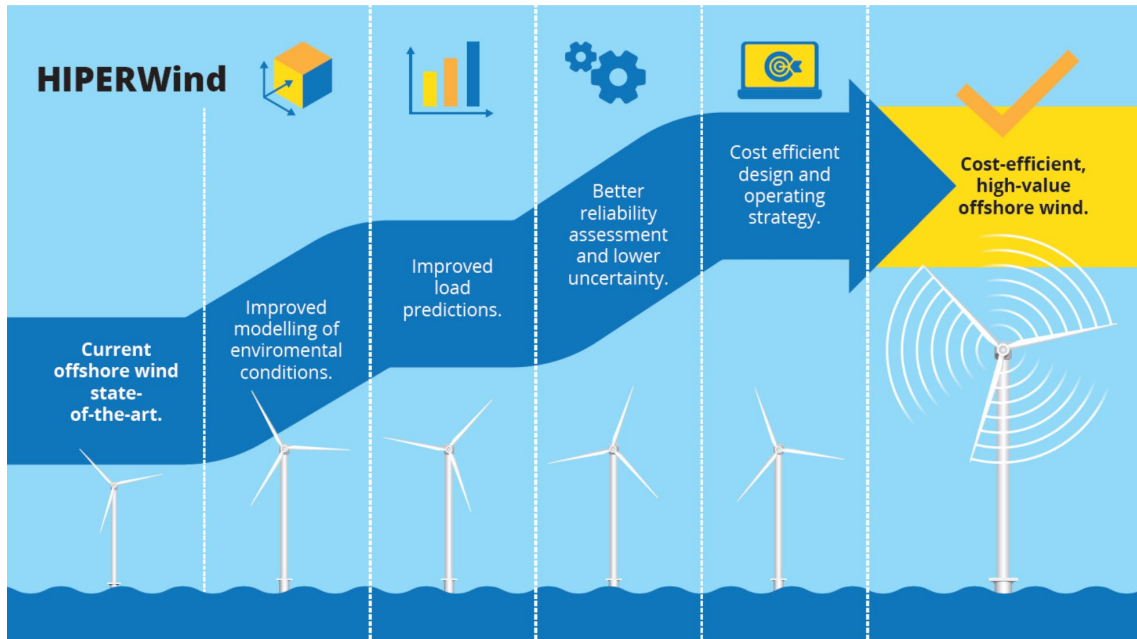 HIPERWind
Current
offshore wind
state-
of-the-art.
Improved
modelling of
enviromental
conditions.
Improved
load
predictions.
Better
reliability
assessment
and lower
uncertainty.
Cost efficient
design and
operating
strategy.
Cost-efficient,
high-value
offshore wind.